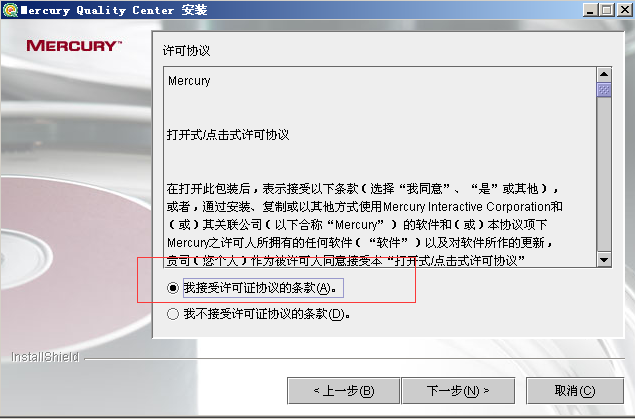 Mercury Quality Center 安装
MERCURY™
许可协议
Mercury
打开式/点击式许可协议
在打开此包装后，表示接受以下条款（选择“我同意”、“是”或其他），
或者，通过安装、复制或以其他方式使用Mercury Interactive Corporation和
（或）其关联公司（以下合称“Mercury”）的软件和（或）本协议项下
Mercury之许可人所拥有的任何软件（“软件”）以及对软件所作的更新，
贵司（您个人）作为被许可人同意接受本“打开式/点击式许可协议”
我接受许可证协议的条款(A)。
我不接受许可证协议的条款(D)。
InstallShield
< 上一步(B)
下一步(N) >
取消(C)